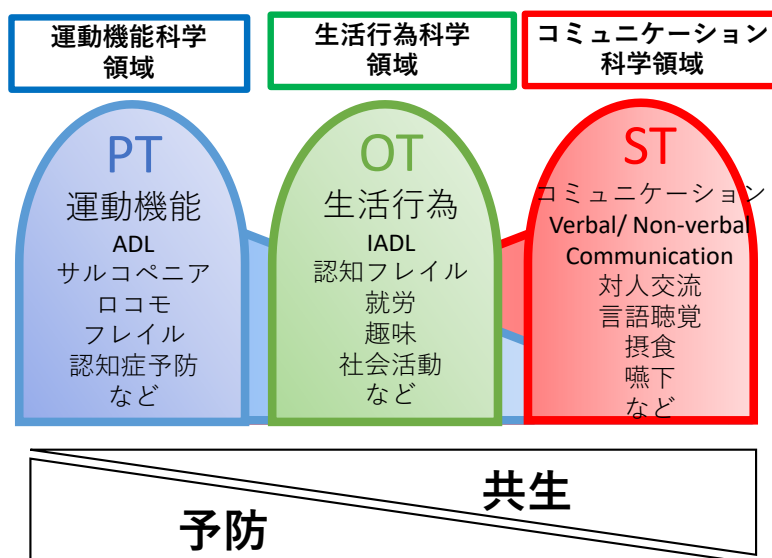 運動機能科学
領域
生活行為科学
領域
コミュニケーション
科学領域
PT
運動機能
ADL
サルコペニア
ロコモ
フレイル
認知症予防
など
OT
生活行為
IADL
認知フレイル
就労
趣味
社会活動
など
ST
コミュニケーション
Verbal/ Non-verbal
Communication
対人交流
言語聴覚
摂食
嚥下
など
共生
予防